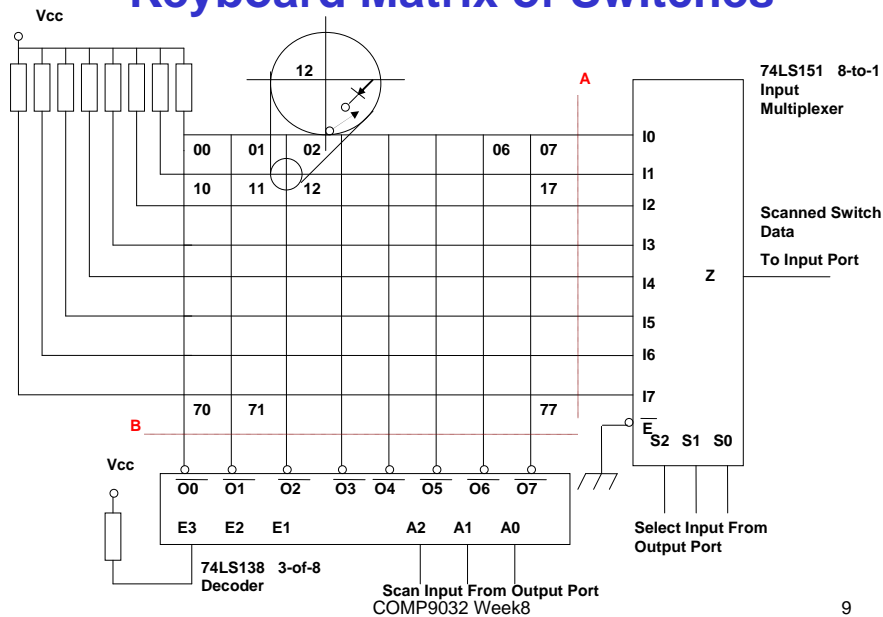 Keyboard Matrix of Switches
Vcc
12
A
74LS151 8-to-1
Input
Multiplexer
I0
00 01 02 06 07
I1
10 11 12 17
I2
Scanned Switch
Data
I3
To Input Port
I4
Z
I5
I6
I7
70 71 77
B
E
S2 S1 S0
Vcc
O0 O1 O2 O3 O4 O5 O6 O7
E3 E2 E1 A2 A1 A0
Select Input From
Output Port
74LS138 3-of-8
Decoder
Scan Input From Output Port
COMP9032 Week8 9